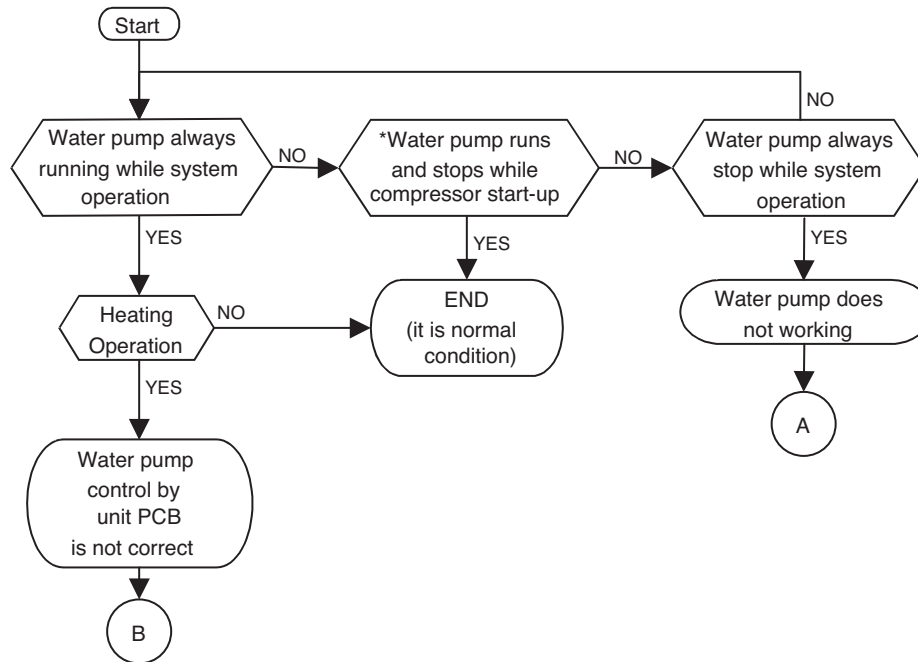 Start
NO
Water pump always
running while system
operation
NO
*Water pump runs
and stops while
compressor start-up
NO
Water pump always
stop while system
operation
YES
YES
YES
Heating
Operation
NO
END
(it is normal
condition)
Water pump does
not working
YES
A
Water pump
control by
unit PCB
is not correct
B